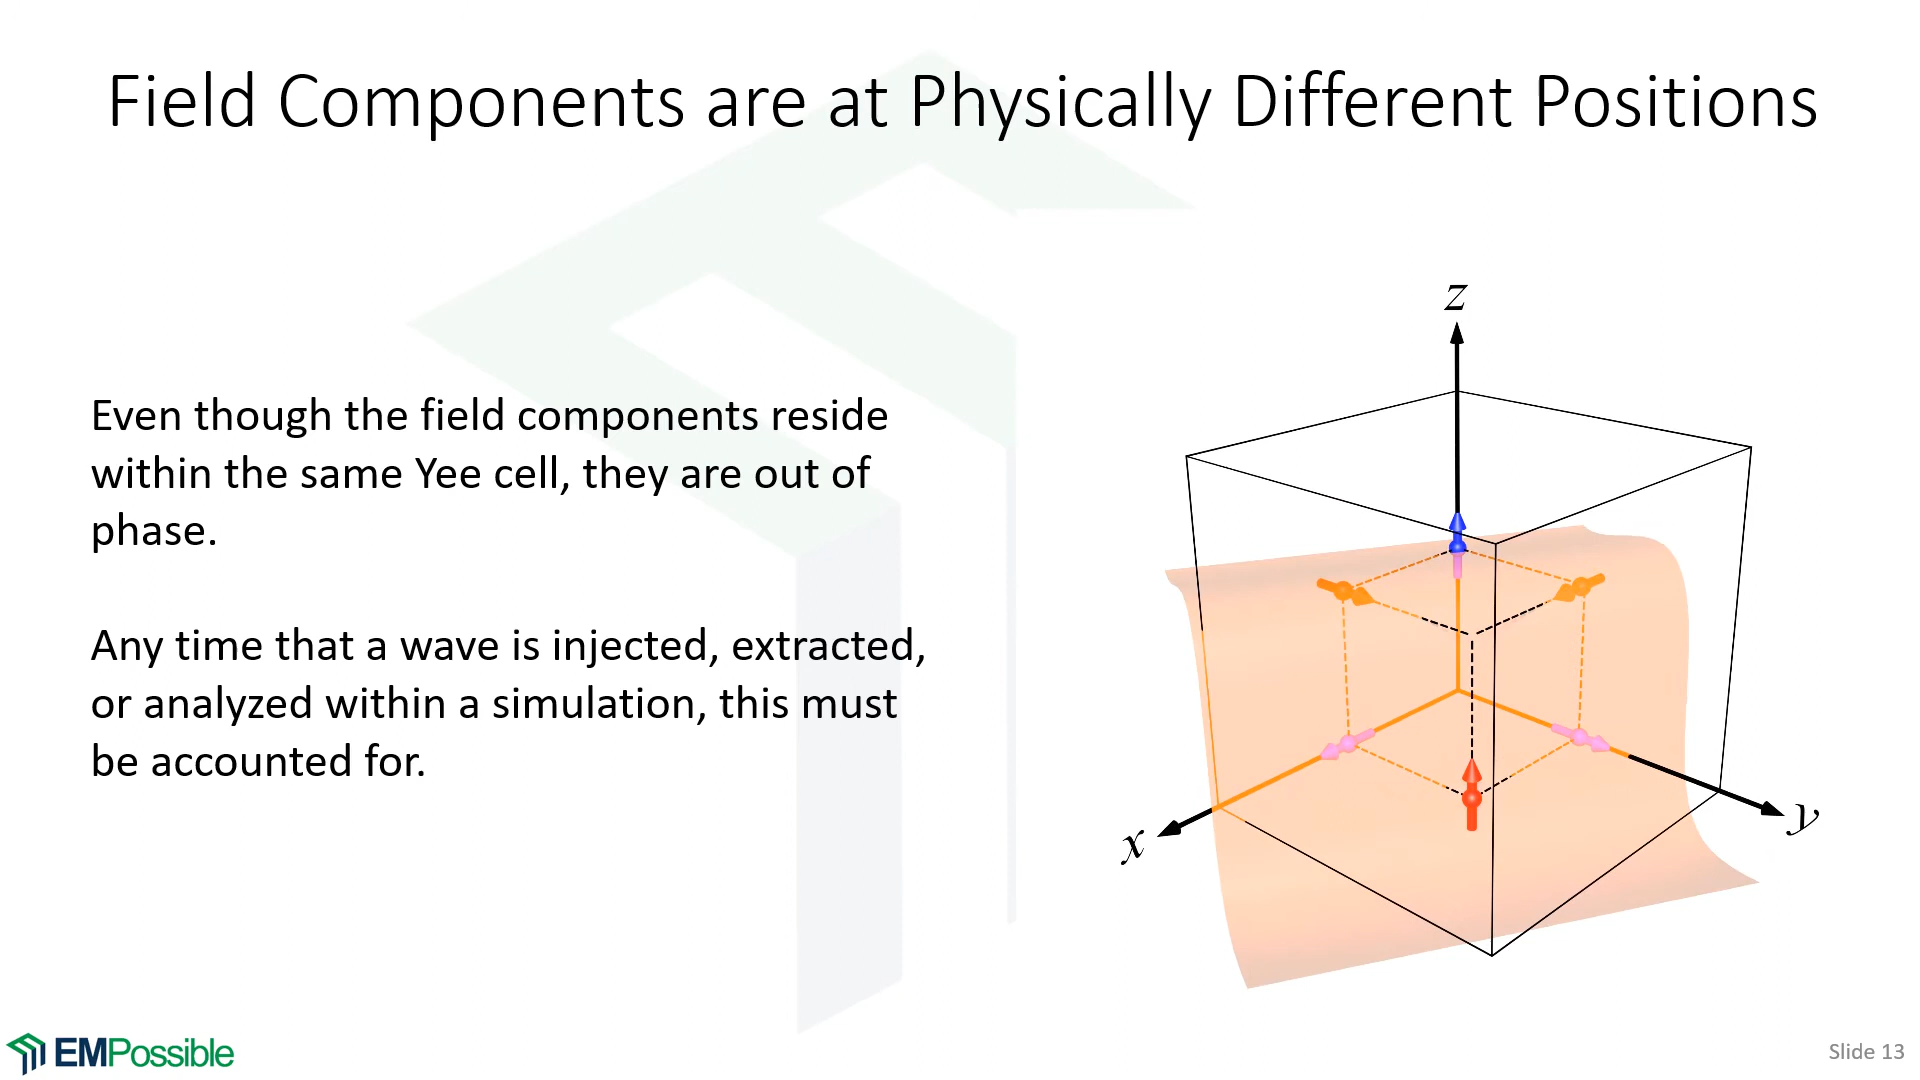 Field Components are at Physically Different Positions
Even though the field components reside
within the same Yee cell, they are out of
phase.
Any time that a wave is injected, extracted,
or analyzed within a simulation, this must
be accounted for.
z
x
y
EMPossible
Slide 13